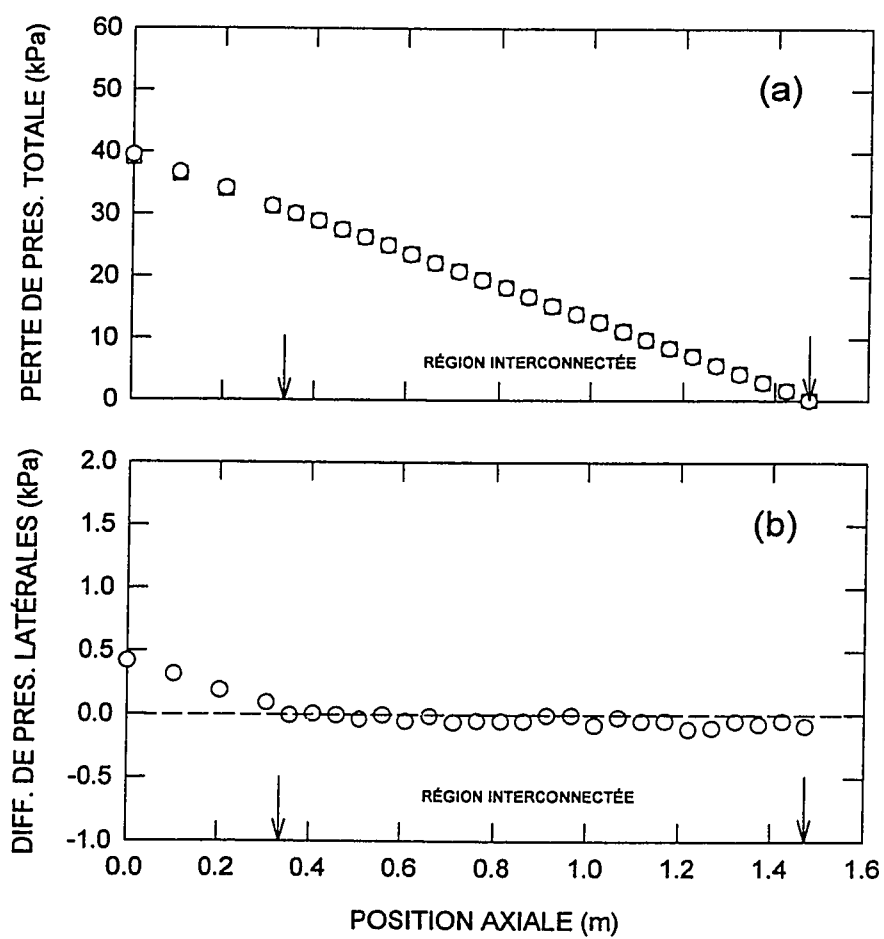 60
50
40
30
20
10
0
PERTE DE PRES. TOTALE (kPa)
(a)
RÉGION INTERCONNECTÉE
2.0
1.5
1.0
0.5
0.0
-0.5
-1.0
DIFF. DE PRES. LATÉRALES (kPa)
(b)
RÉGION INTERCONNECTÉE
0.0 0.2 0.4 0.6 0.8 1.0 1.2 1.4 1.6
POSITION AXIALE (m)